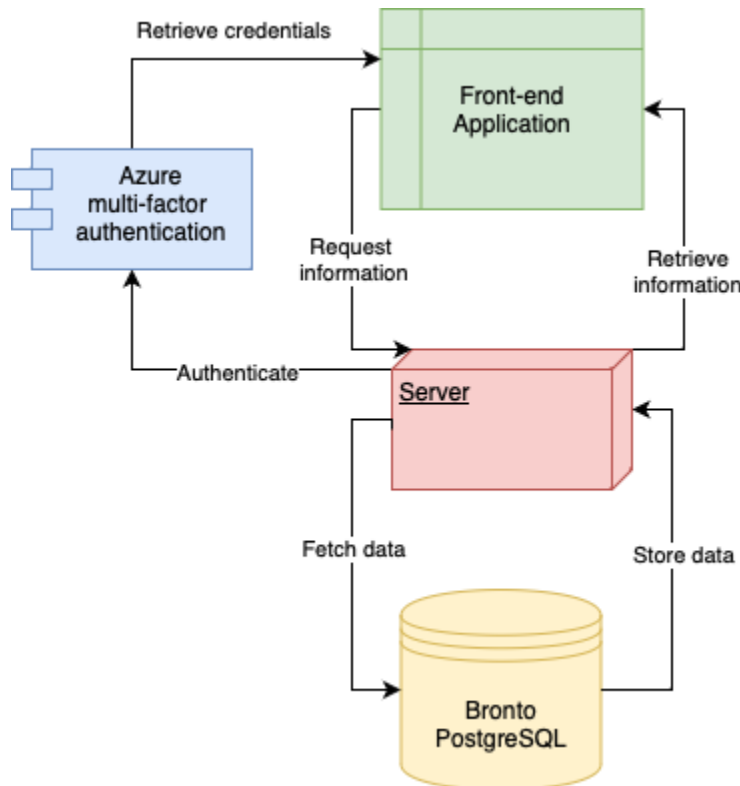 Retrieve credentials
Front-end
Application
Azure
multi-factor
authentication
Request
information
Retrieve
information
Authenticate
Server
Fetch data
Store data
Bronto
PostgreSQL